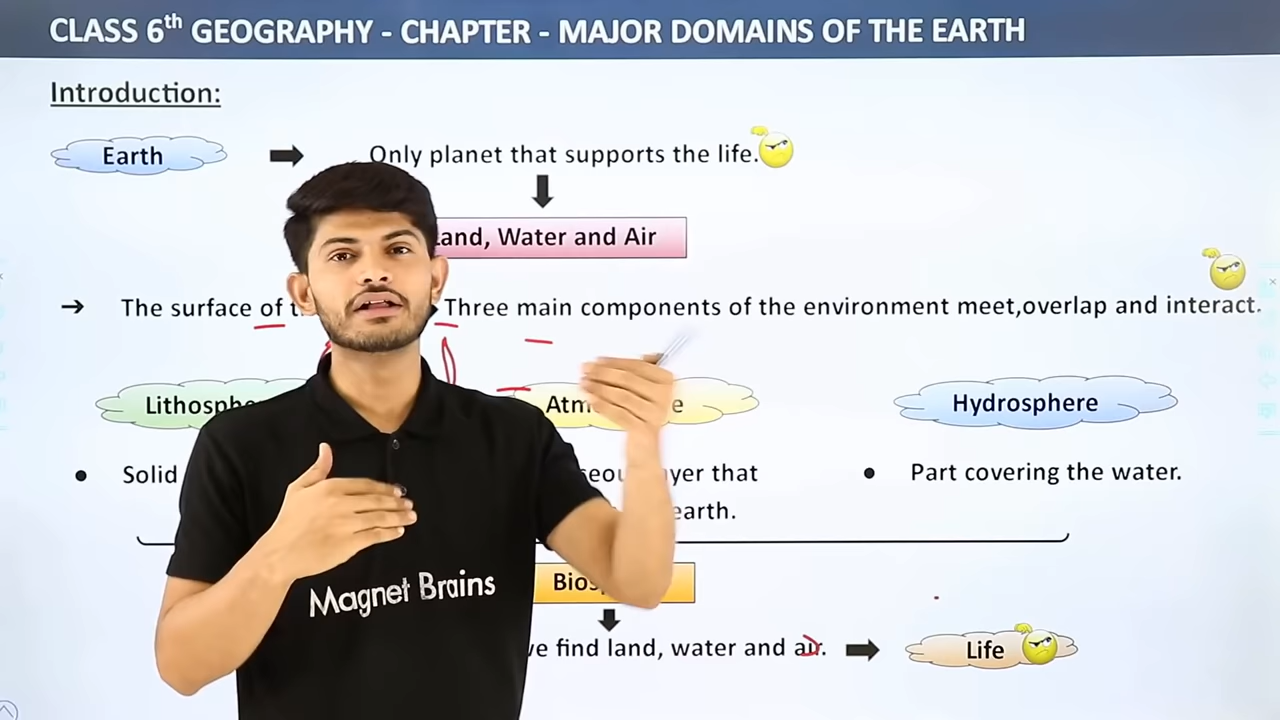 CLASS 6th GEOGRAPHY - CHAPTER - MAJOR DOMAINS OF THE EARTH
Introduction:
Earth
Only planet that supports the life.
Land, Water and Air
The surface of Three main components of the environment meet,overlap and interact.
Hydrosphere
Solid layer that
Part covering the water.
earth.
Magnet Brains
find land, water and air.
Life